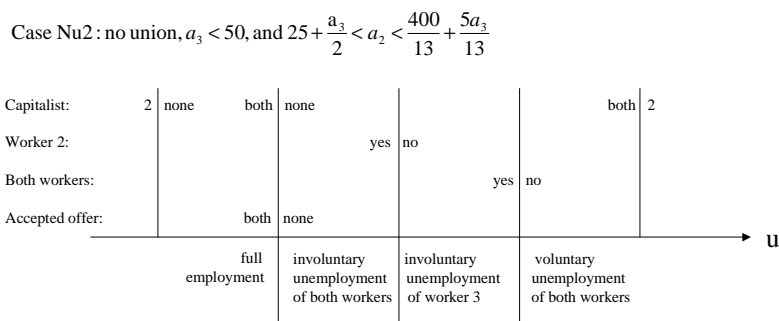 Case Nu2: no union, a₃ < 50, and 25 + a₃/2 < a₂ < 400/13 + 5a₃/13
Capitalist: 2 none both none both 2
Worker 2: yes no
Both workers: yes no
Accepted offer: both none
u
full involuntary involuntary voluntary
employment unemployment unemployment unemployment
of both workers of worker 3 of both workers